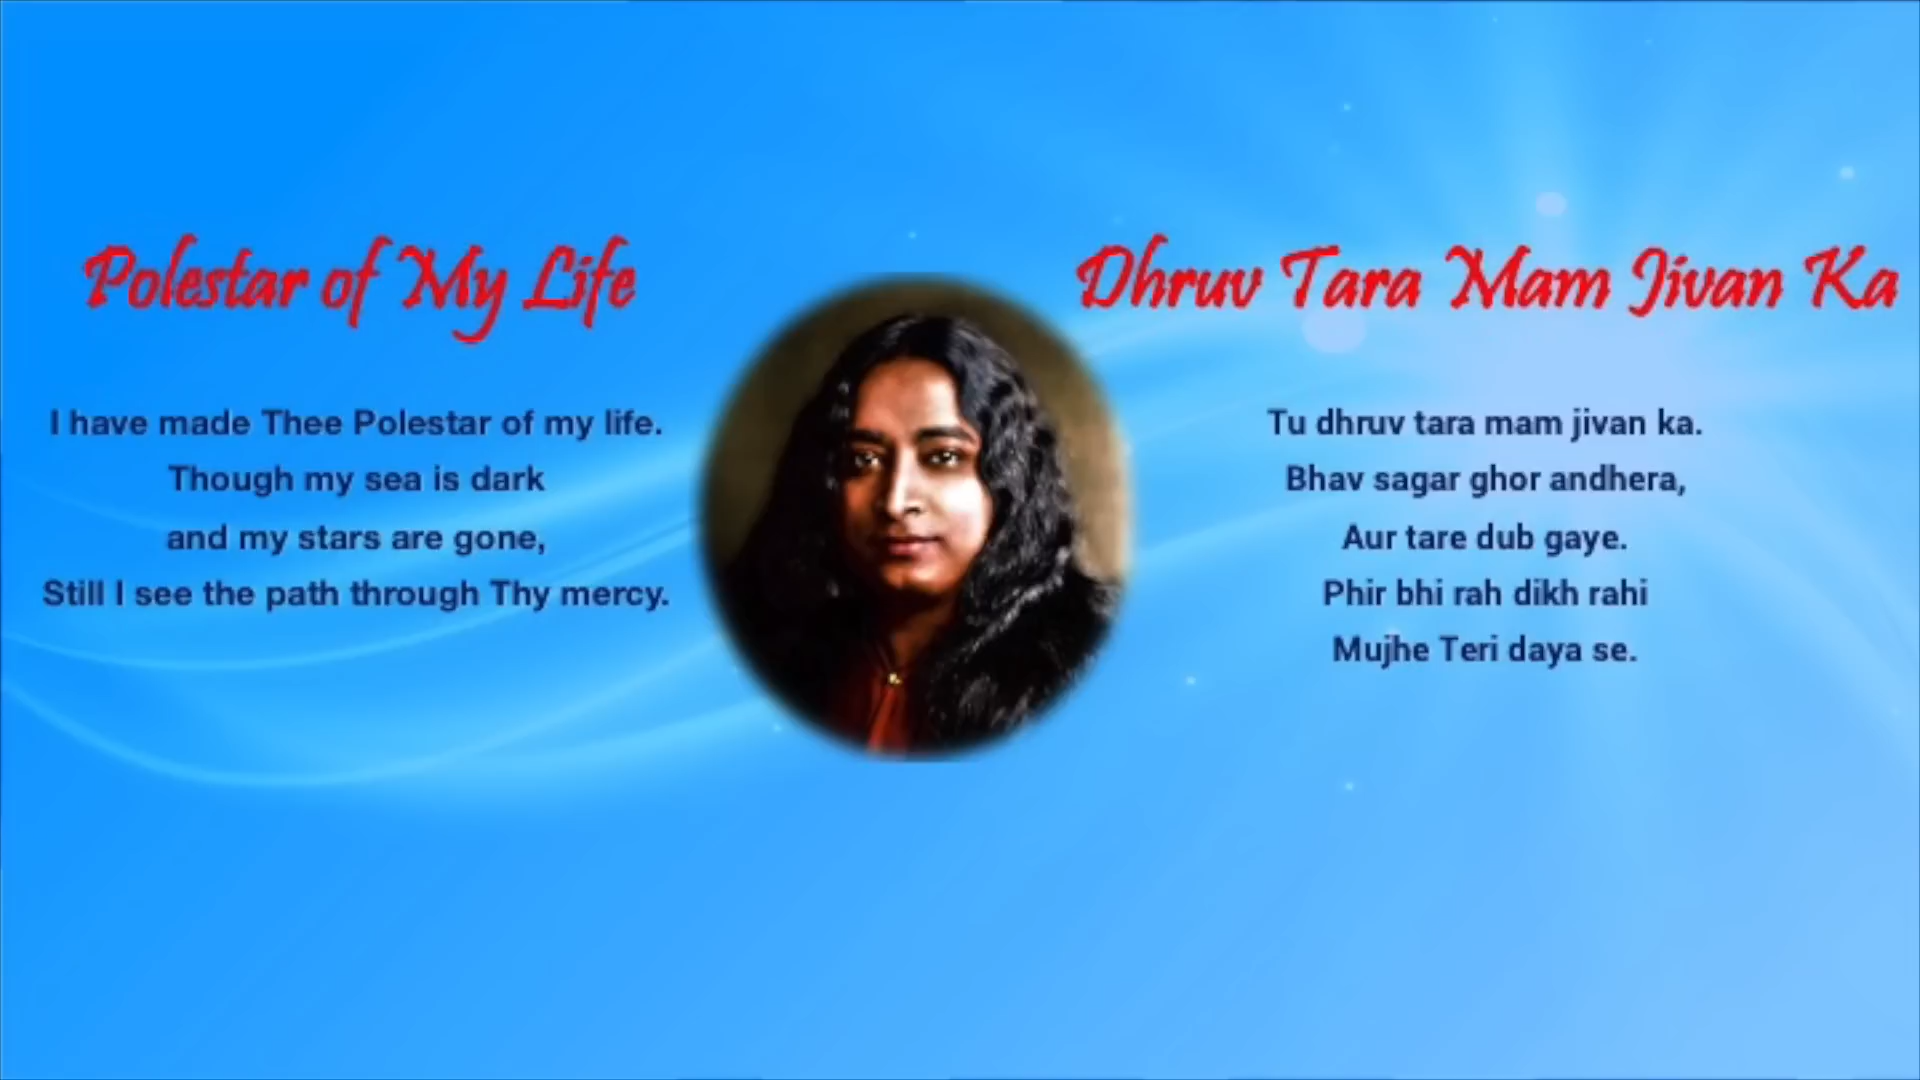 Polestar of My Life
I have made Thee Polestar of my life.
Though my sea is dark
and my stars are gone,
Still I see the path through Thy mercy.
Dhruv Tara Mam Jivan Ka
Tu dhruv tara mam jivan ka.
Bhav sagar ghor andhera,
Aur tare dub gaye.
Phir bhi rah dikh rahi
Mujhe Teri daya se.